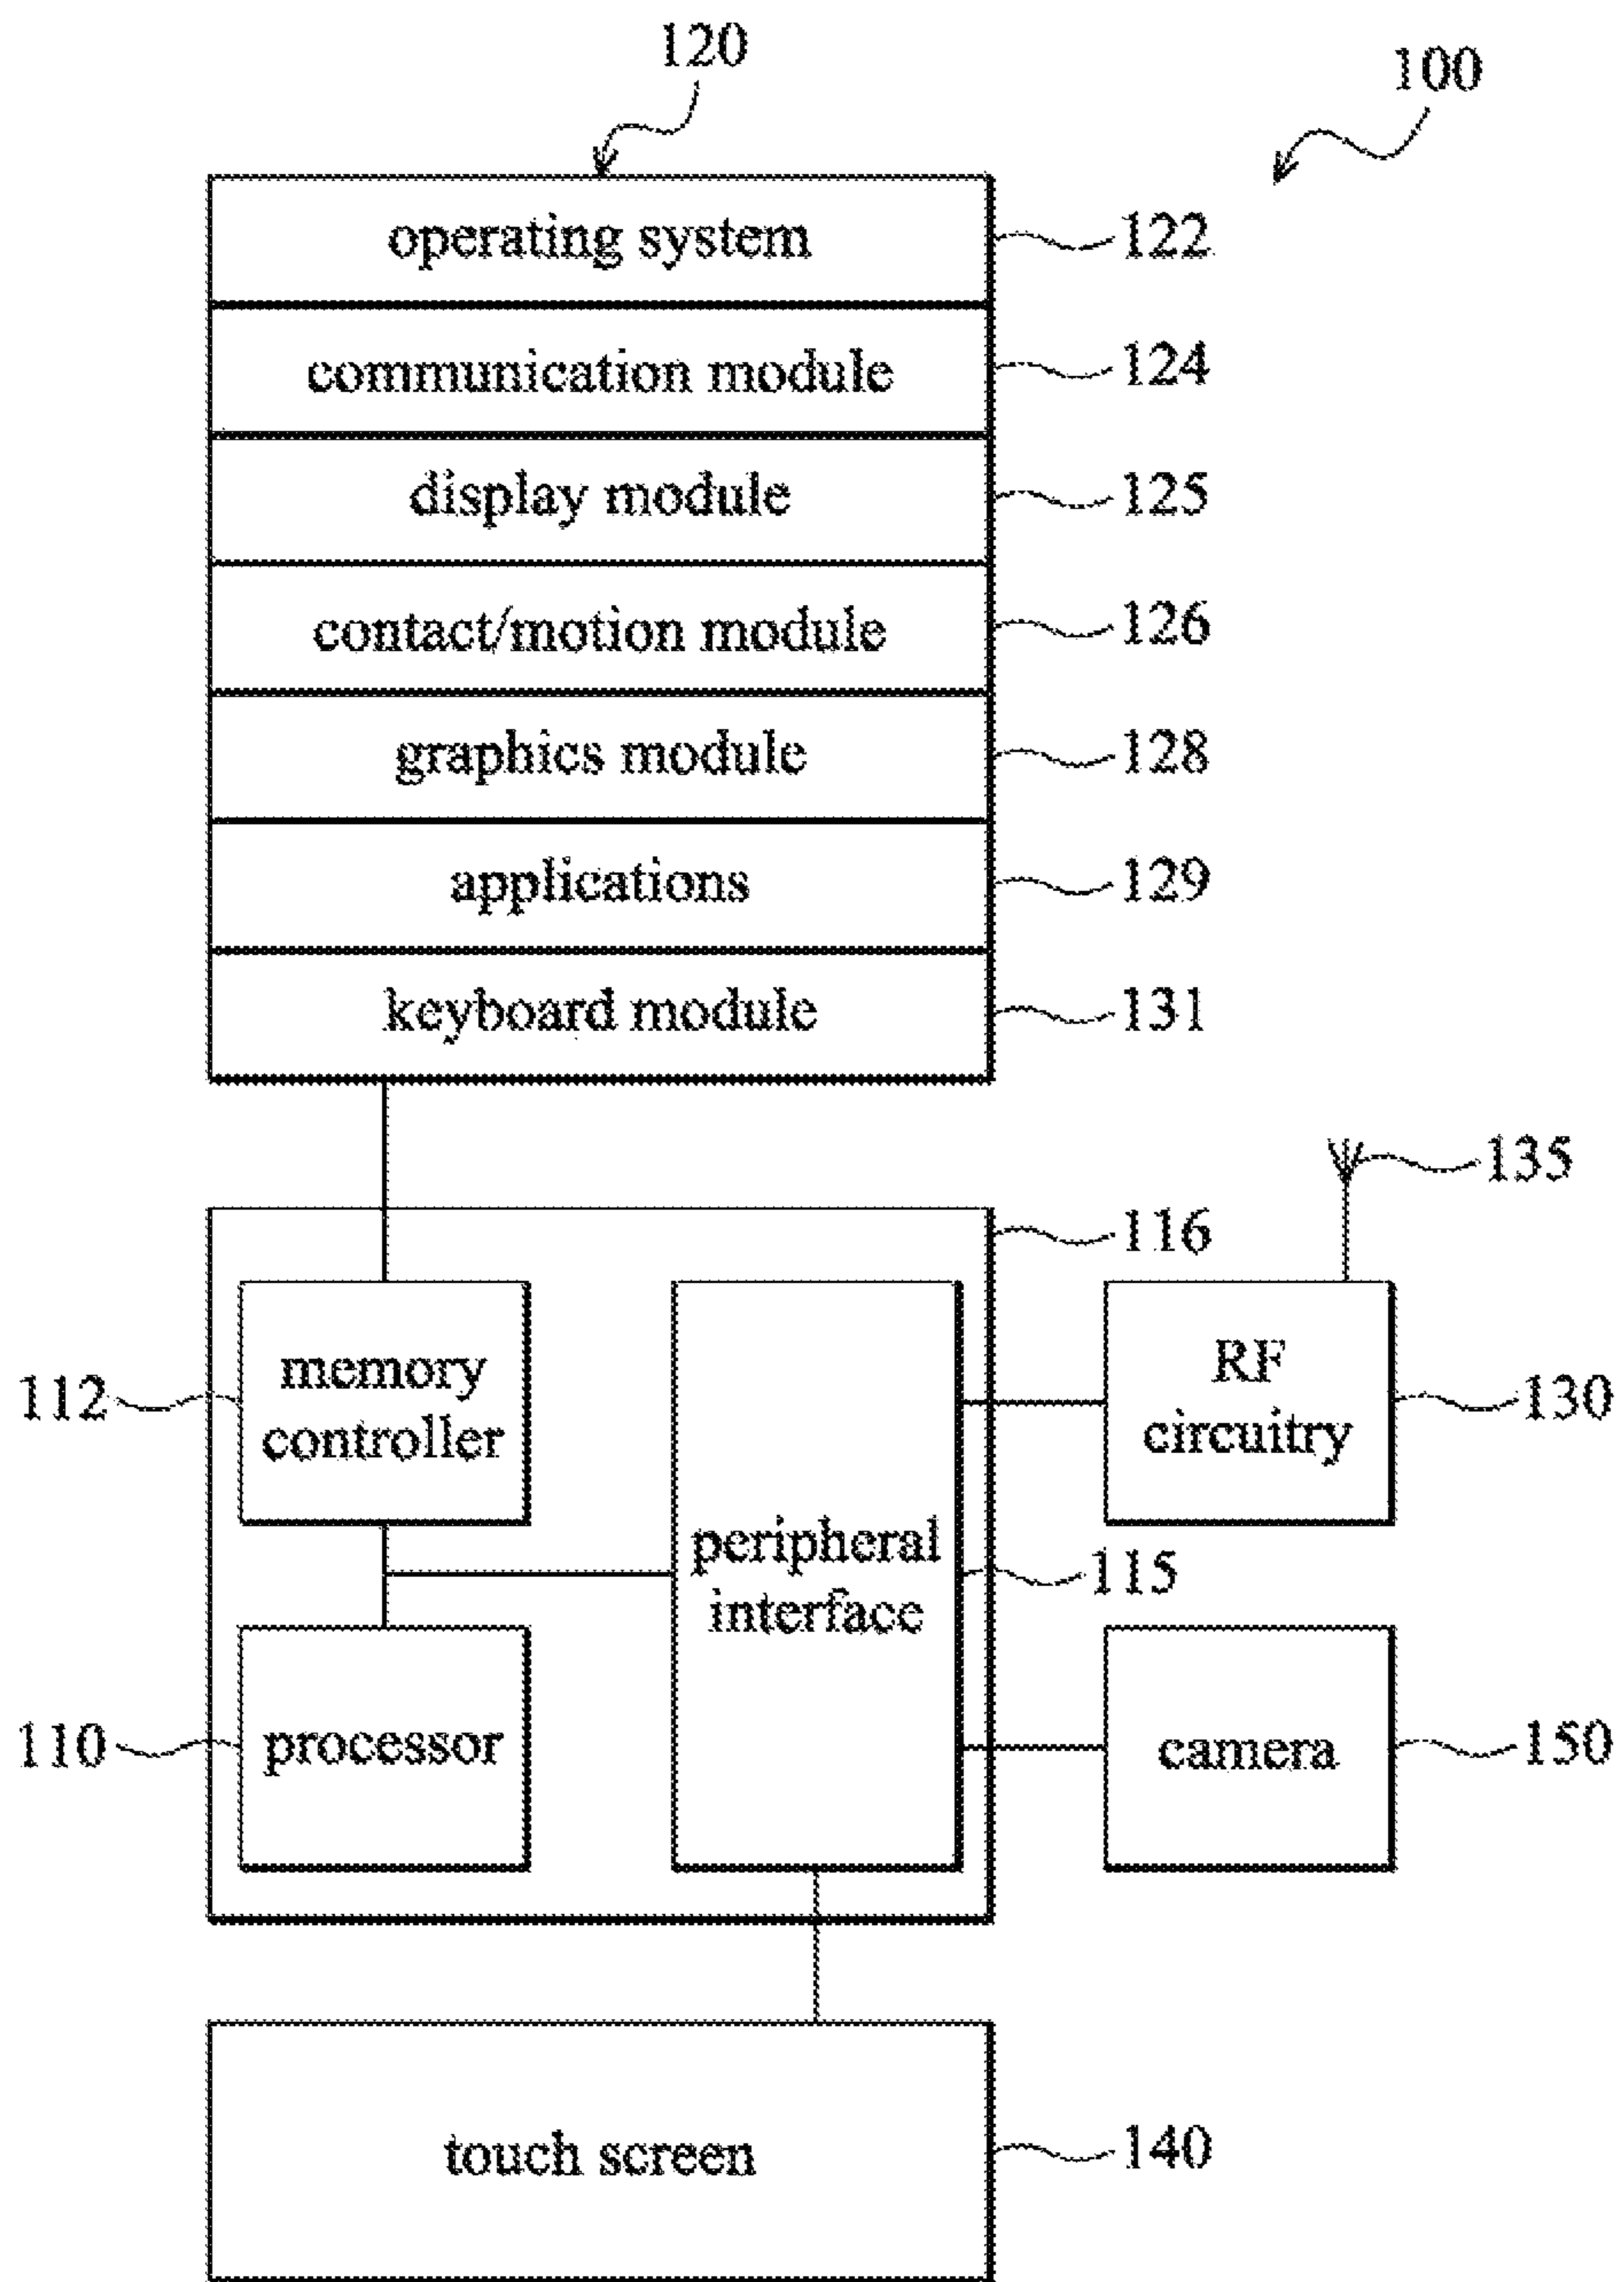 120
100
operating system
122
communication module
124
display module
125
contact/motion module
126
graphics module
128
applications
129
keyboard module
131
135
116
memory
controller
112
RF
circuitry
130
peripheral
interface
115
processor
110
camera
150
touch screen
140